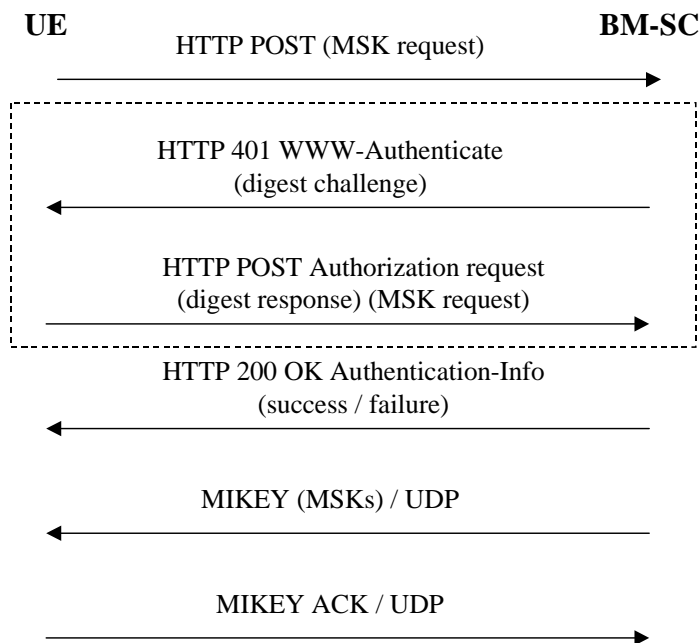 UE BM-SC
HTTP POST (MSK request)
HTTP 401 WWW-Authenticate
(digest challenge)
HTTP POST Authorization request
(digest response) (MSK request)
HTTP 200 OK Authentication-Info
(success / failure)
MIKEY (MSKs) / UDP
MIKEY ACK / UDP